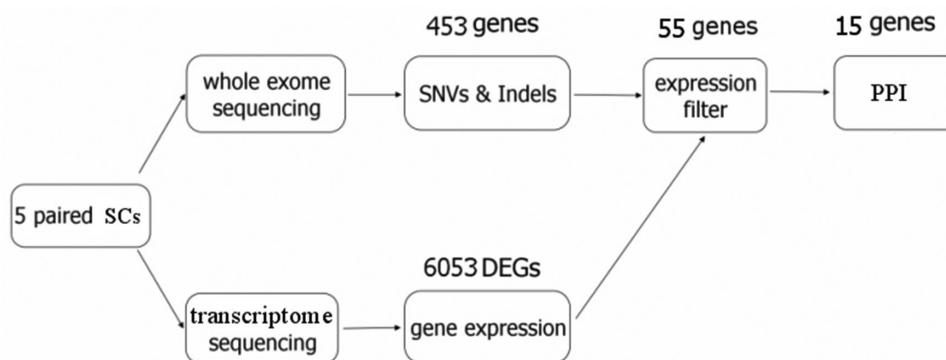 453 genes
55 genes
15 genes
whole exome
sequencing
SNVs & Indels
expression
filter
PPI
5 paired SCs
6053 DEGs
transcriptome
sequencing
gene expression